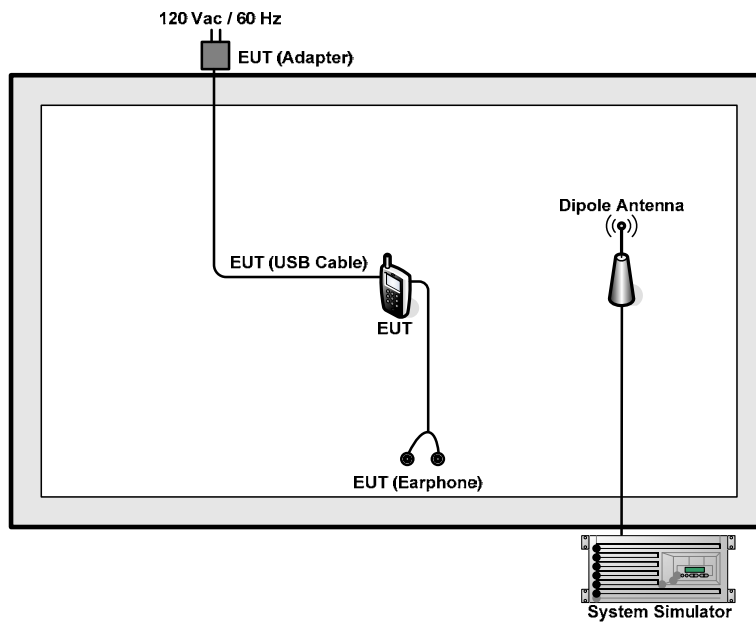 120 Vac / 60 Hz
EUT (Adapter)
Dipole Antenna
EUT (USB Cable)
EUT
EUT (Earphone)
System Simulator